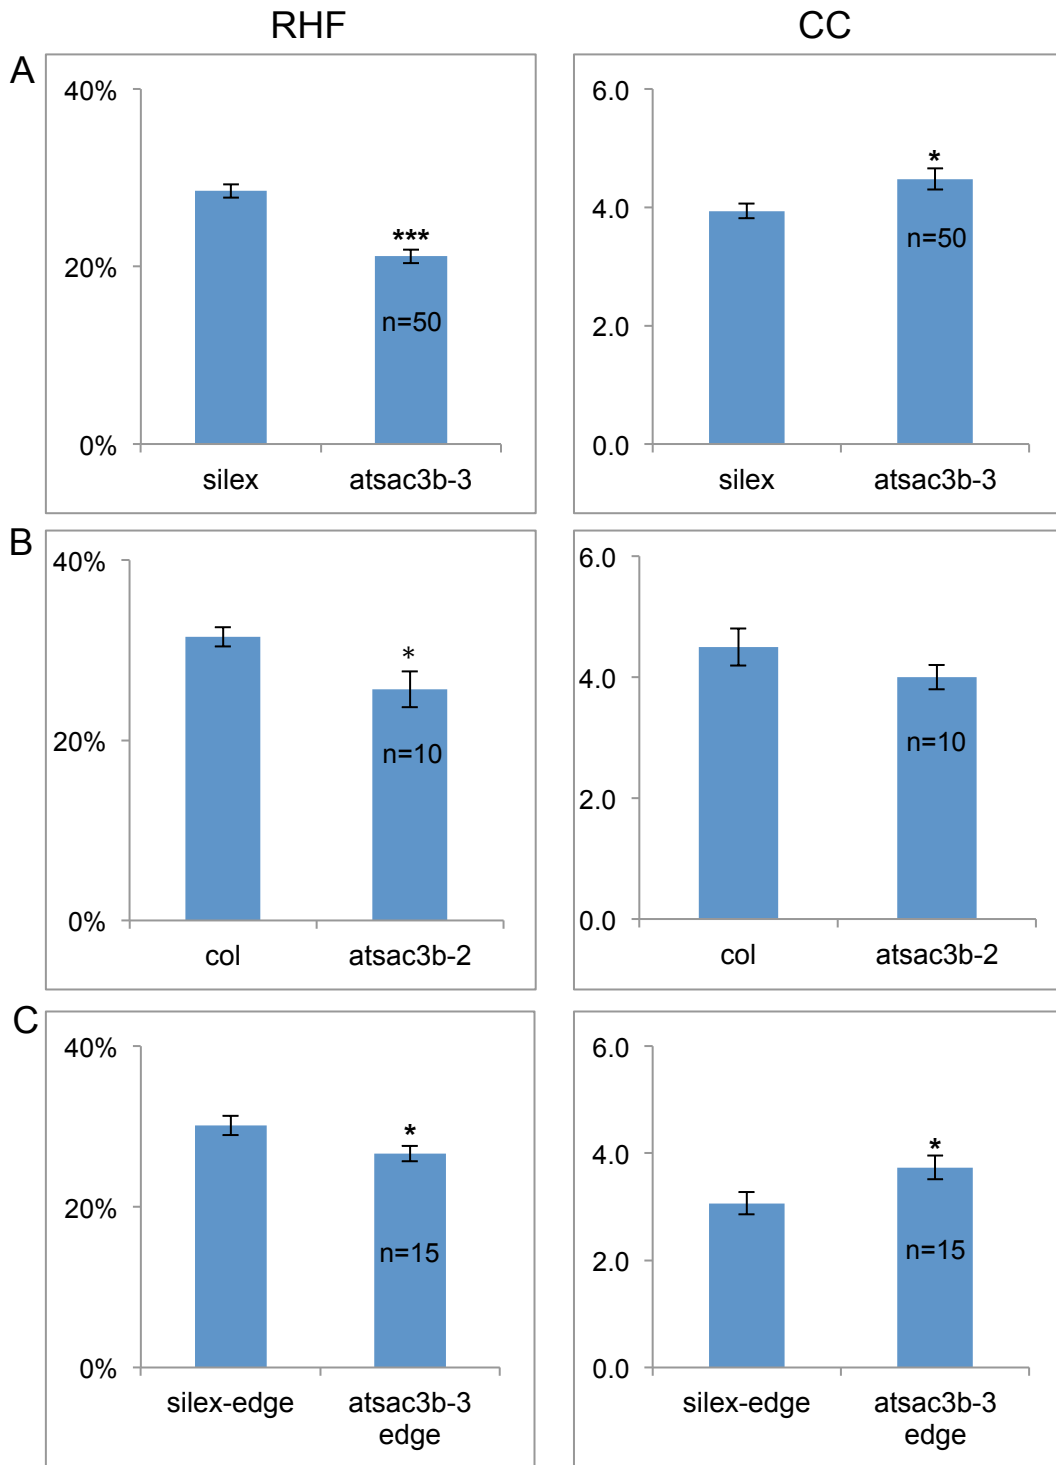 RHF
CC
A
40%
20%
0%
***
n=50
silex
atsac3b-3
6.0
4.0
2.0
0.0
*
n=50
silex
atsac3b-3
B
40%
20%
0%
*
n=10
col
atsac3b-2
6.0
4.0
2.0
0.0
n=10
col
atsac3b-2
C
40%
20%
0%
*
n=15
silex-edge
atsac3b-3
edge
6.0
4.0
2.0
0.0
*
n=15
silex-edge
atsac3b-3
edge